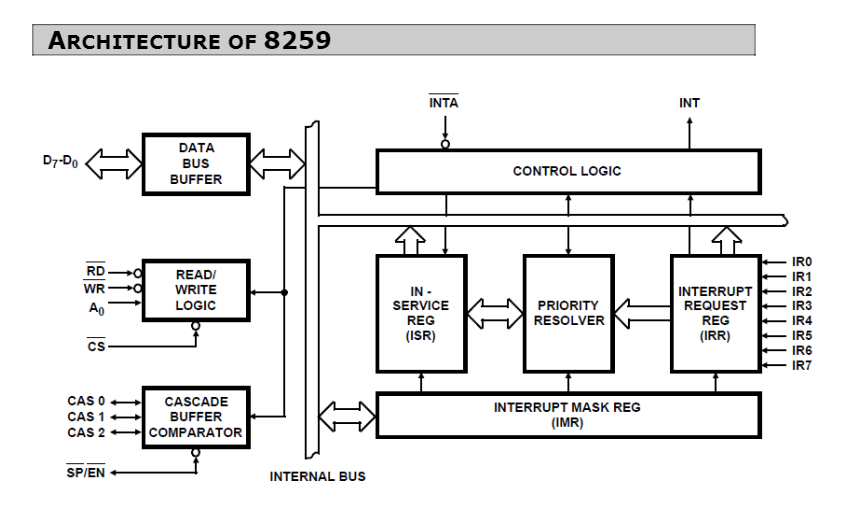 ARCHITECTURE OF 8259
INTA
INT
D7-D0
DATA
BUS
BUFFER
CONTROL LOGIC
RD
WR
A0
CS
READ/
WRITE
LOGIC
IN -
SERVICE
REG
(ISR)
PRIORITY
RESOLVER
INTERRUPT
REQUEST
REG
(IRR)
IR0
IR1
IR2
IR3
IR4
IR5
IR6
IR7
CAS 0
CAS 1
CAS 2
CASCADE
BUFFER
COMPARATOR
SP/EN
INTERRUPT MASK REG
(IMR)
INTERNAL BUS